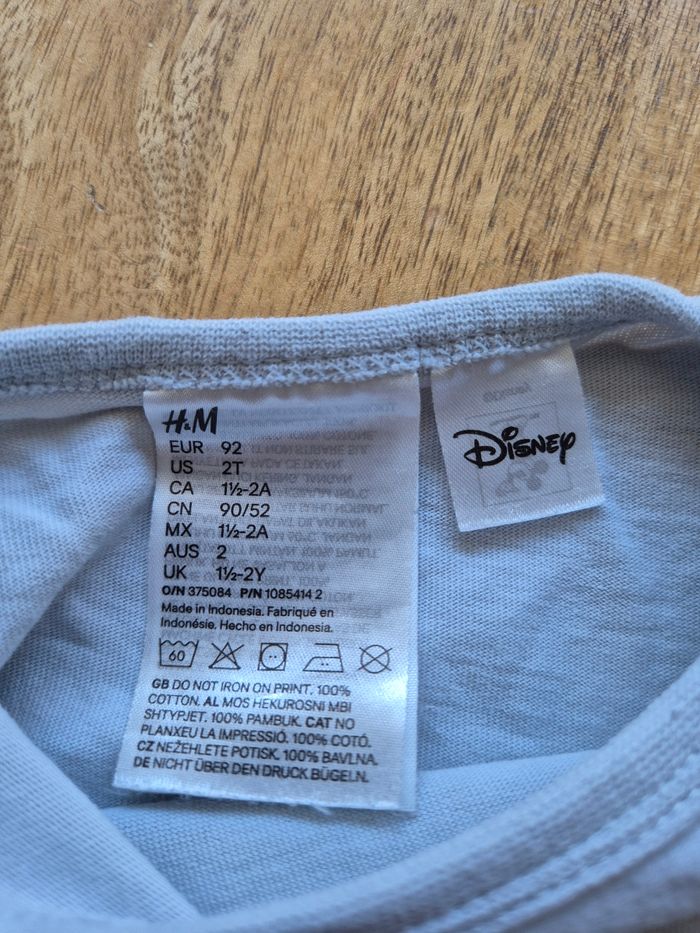 H&M
EUR 92
US 2T
CA 1½-2A
CN 90/52
MX 1½-2A
AUS 2
UK 1½-2Y
O/N 375084 P/N 1085414 2
Made in Indonesia. Fabriqué en
Indonésie. Hecho en Indonesia.
60
GB DO NOT IRON ON PRINT. 100%
COTTON. AL MOS HEKUROSNI MBI
SHTYPJET. 100% PAMBUK. CAT NO
PLANXEU LA IMPRESSIÓ. 100% COTÓ.
CZ NEŽEHLETE POTISK. 100% BAVLNA.
DE NICHT ÜBER DEN DRUCK BÜGELN.
Disney